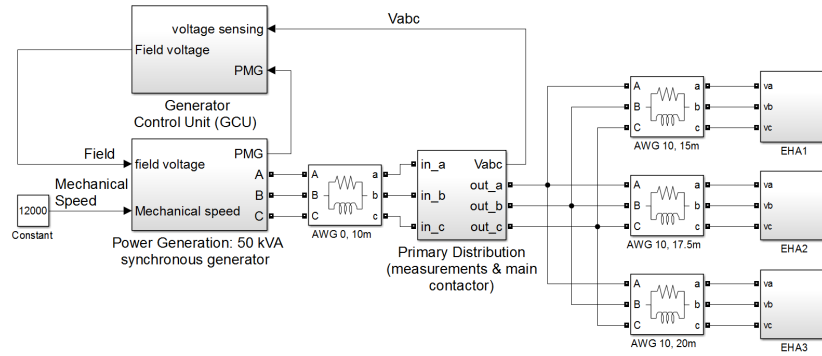 Vabc
voltage sensing
Field voltage
PMG
Generator
Control Unit (GCU)
Field
Mechanical
Speed
12000
Constant
field voltage
Mechanical speed
PMG
A
B
C
Power Generation: 50 kVA
synchronous generator
A a
B b
C c
AWG 0, 10m
in_a
in_b
in_c
Vabc
out_a
out_b
out_c
Primary Distribution
(measurements & main
contactor)
A a
B b
C c
AWG 10, 15m
va
vb
vc
EHA1
A a
B b
C c
AWG 10, 17.5m
va
vb
vc
EHA2
A a
B b
C c
AWG 10, 20m
va
vb
vc
EHA3